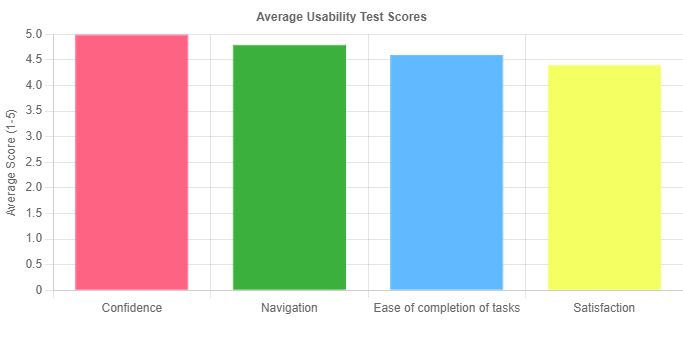 Average Usability Test Scores
Average Score (1-5)
5.0
4.5
4.0
3.5
3.0
2.5
2.0
1.5
1.0
0.5
0
Confidence
Navigation
Ease of completion of tasks
Satisfaction